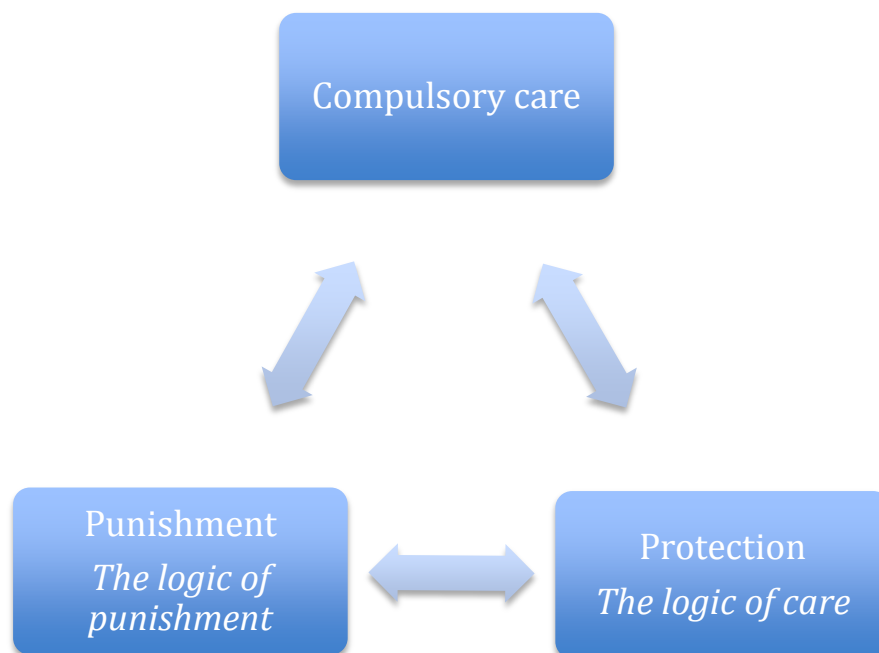 Compulsory care
Punishment
The logic of
punishment
Protection
The logic of care